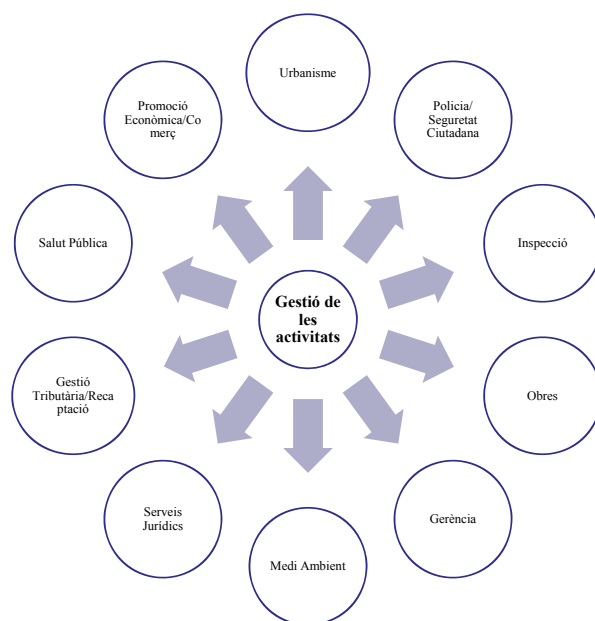 Urbanisme
Policia/
Seguretat
Ciutadana
Inspecció
Obres
Gerència
Medi Ambient
Serveis
Jurídics
Gestió
Tributària/Reca
ptació
Salut Pública
Promoció
Econòmica/Co
merç
Gestió de
les
activitats